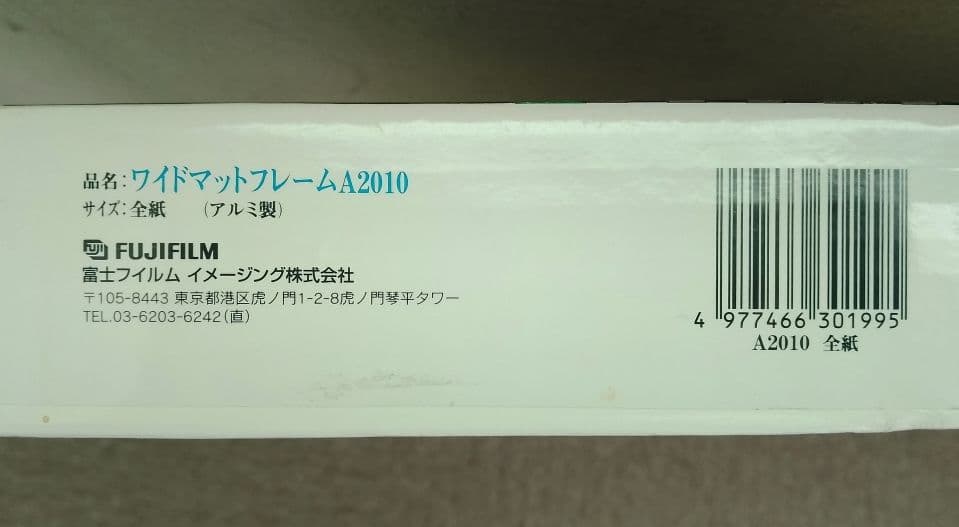 品名:ワイドマットフレームA2010
サイズ:全紙 (アルミ製)
FUJI FUJIFILM
富士フイルム イメージング株式会社
〒105-8443 東京都港区虎ノ門1-2-8虎ノ門琴平タワー
TEL.03-6203-6242(直)
4 977466 301995
A2010 全紙